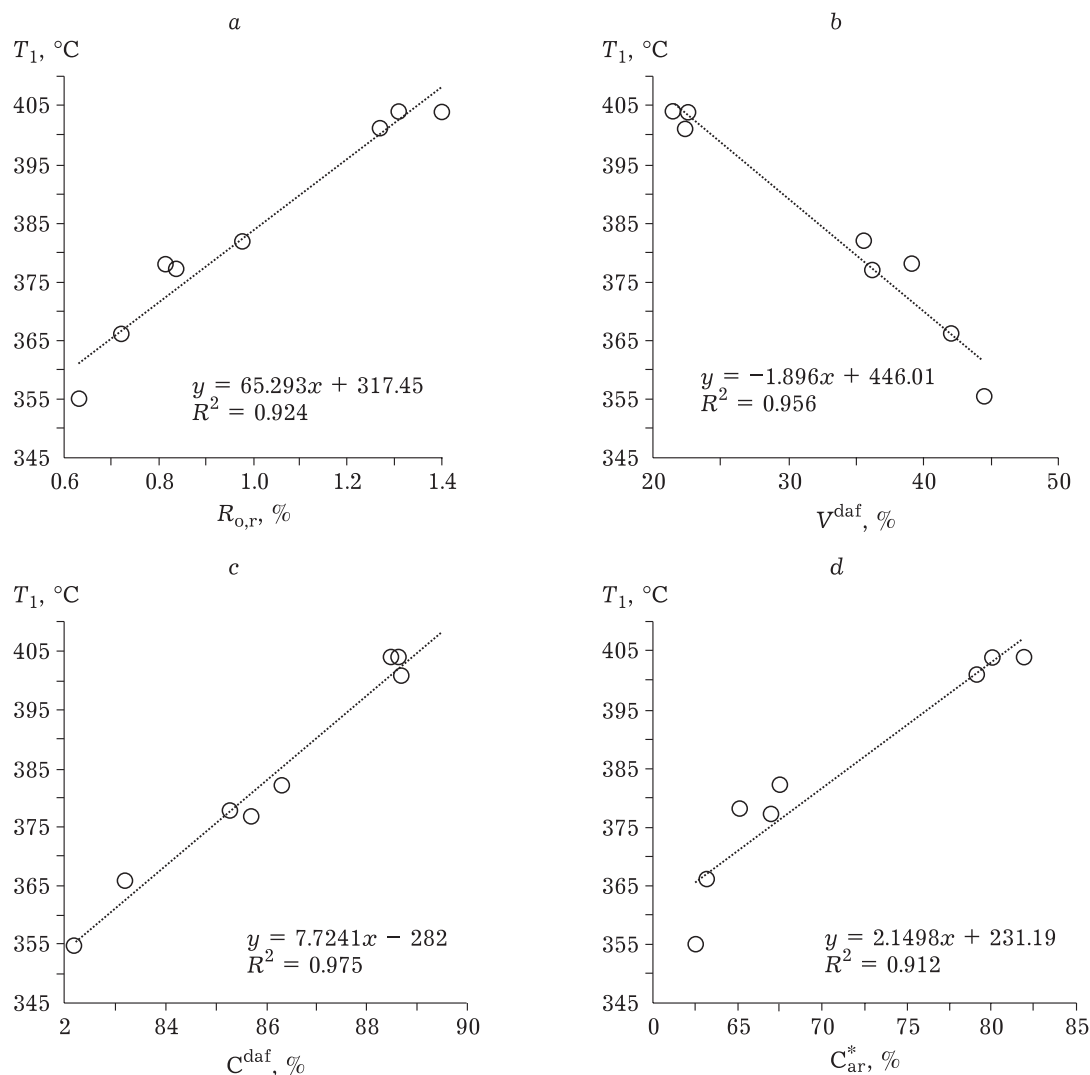 a
T₁, °C
405
395
385
375
365
355
345
y = 65.293x + 317.45
R² = 0.924
0.6 0.8 1.0 1.2 1.4
R_o,r, %
b
T₁, °C
405
395
385
375
365
355
345
y = −1.896x + 446.01
R² = 0.956
20 30 40 50
V^daf, %
c
T₁, °C
405
395
385
375
365
355
345
y = 7.7241x − 282
R² = 0.975
2 84 86 88 90
C^daf, %
d
T₁, °C
405
395
385
375
365
355
345
y = 2.1498x + 231.19
R² = 0.912
0 65 70 75 80 85
C*_ar, %